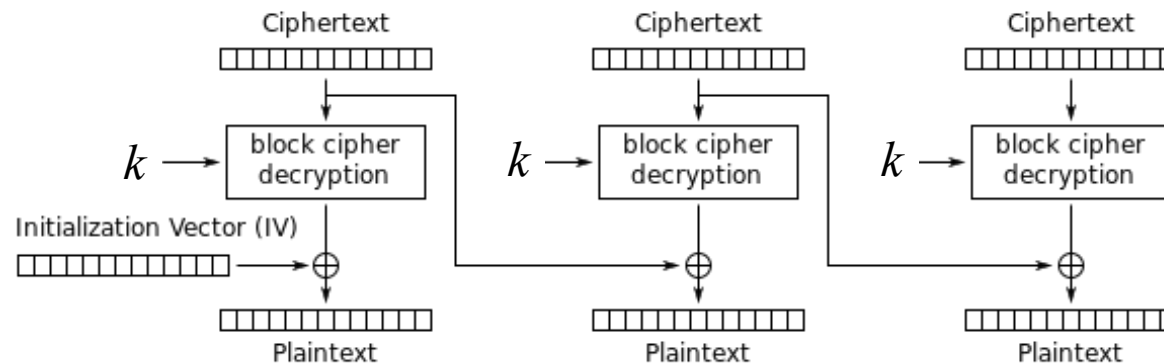 Ciphertext Ciphertext Ciphertext
k block cipher decryption k block cipher decryption k block cipher decryption
Initialization Vector (IV)
Plaintext Plaintext Plaintext